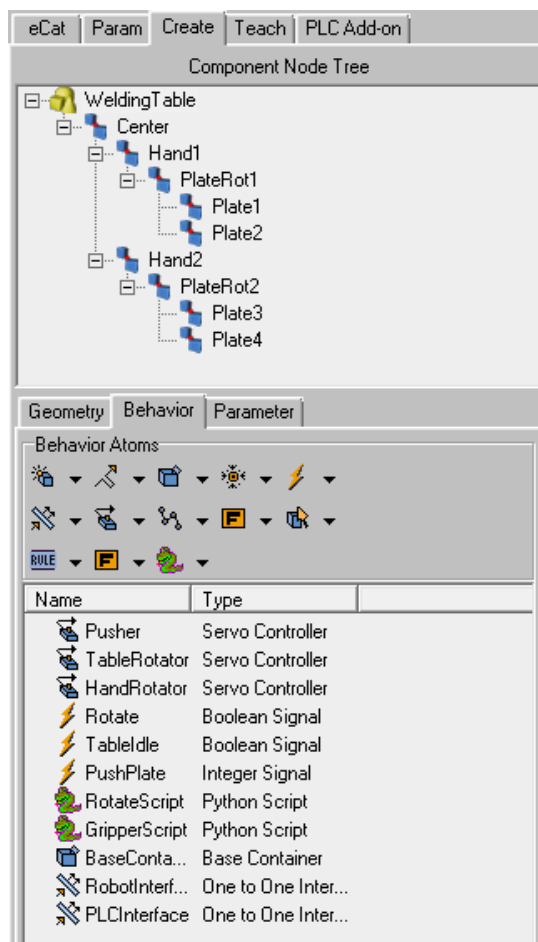 eCat Param Create Teach PLC Add-on
Component Node Tree
WeldingTable
Center
Hand1
PlateRot1
Plate1
Plate2
Hand2
PlateRot2
Plate3
Plate4
Geometry Behavior Parameter
Behavior Atoms
F
RULE F
Name Type
Pusher Servo Controller
TableRotator Servo Controller
HandRotator Servo Controller
Rotate Boolean Signal
TableIdle Boolean Signal
PushPlate Integer Signal
RotateScript Python Script
GripperScript Python Script
BaseConta... Base Container
RobotInterf... One to One Inter...
PLCInterface One to One Inter...